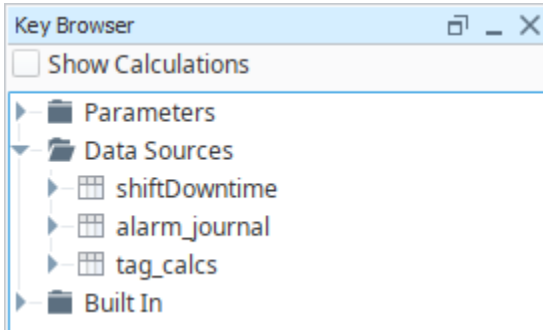 Key Browser
Show Calculations
Parameters
Data Sources
shiftDowntime
alarm_journal
tag_calcs
Built In